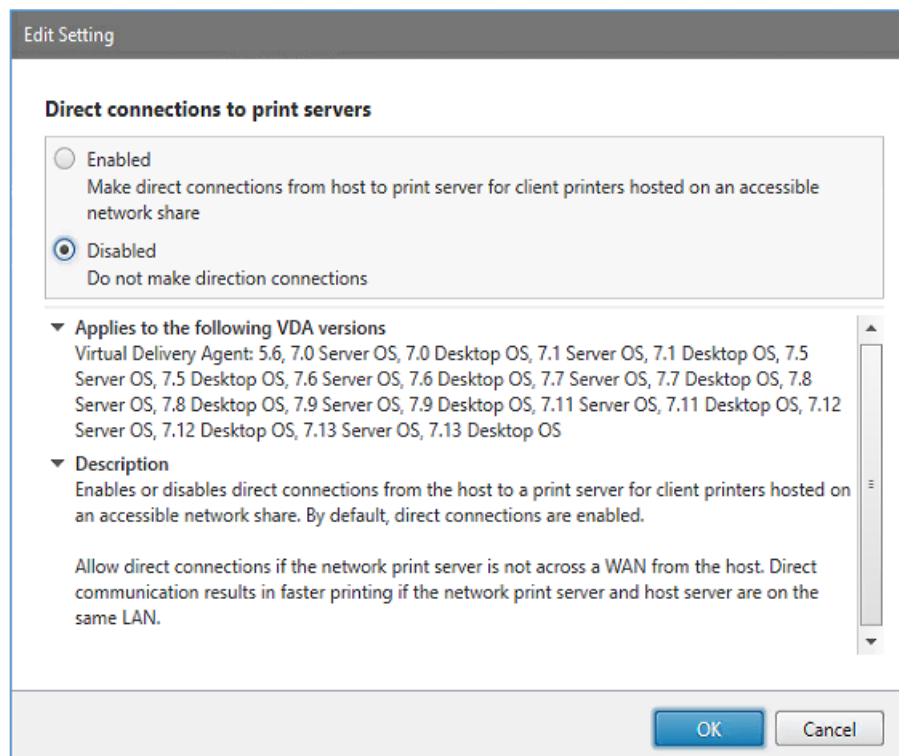 Edit Setting
Direct connections to print servers
Enabled
Make direct connections from host to print server for client printers hosted on an accessible
network share
Disabled
Do not make direction connections
Applies to the following VDA versions
Virtual Delivery Agent: 5.6, 7.0 Server OS, 7.0 Desktop OS, 7.1 Server OS, 7.1 Desktop OS, 7.5
Server OS, 7.5 Desktop OS, 7.6 Server OS, 7.6 Desktop OS, 7.7 Server OS, 7.7 Desktop OS, 7.8
Server OS, 7.8 Desktop OS, 7.9 Server OS, 7.9 Desktop OS, 7.11 Server OS, 7.11 Desktop OS, 7.12
Server OS, 7.12 Desktop OS, 7.13 Server OS, 7.13 Desktop OS
Description
Enables or disables direct connections from the host to a print server for client printers hosted on
an accessible network share. By default, direct connections are enabled.
Allow direct connections if the network print server is not across a WAN from the host. Direct
communication results in faster printing if the network print server and host server are on the
same LAN.
OK
Cancel